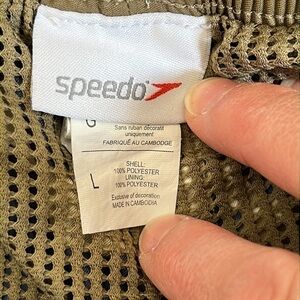 speedo
G
Sans ruban décoratif
uniquement
FABRIQUÉ AU CAMBODGE
L
SHELL:
100% POLYESTER
LINING:
100% POLYESTER
Exclusive of decoration
MADE IN CAMBODIA